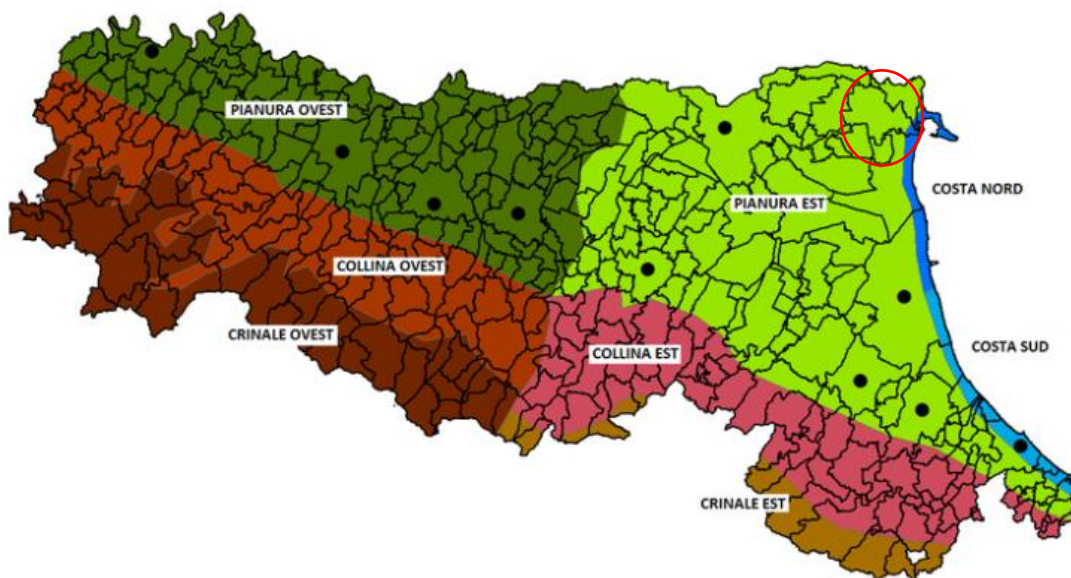 PIANURA OVEST
COSTA NORD
PIANURA EST
COLLINA OVEST
CRINALE OVEST
COSTA SUD
COLLINA EST
CRINALE EST